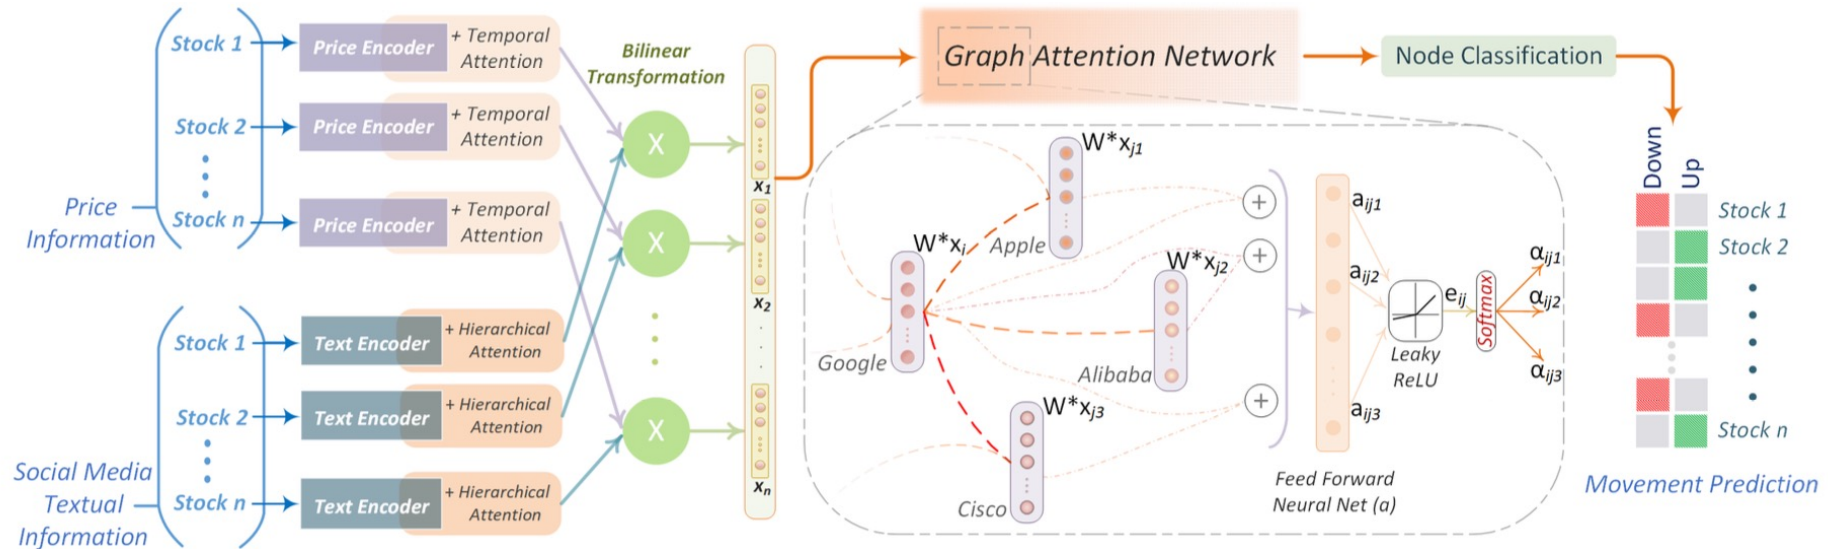 Price
Information
Stock 1
Price Encoder
+ Temporal
Attention
Stock 2
Price Encoder
+ Temporal
Attention
Stock n
Price Encoder
+ Temporal
Attention
Social Media
Textual
Information
Stock 1
Text Encoder
+ Hierarchical
Attention
Stock 2
Text Encoder
+ Hierarchical
Attention
Stock n
Text Encoder
+ Hierarchical
Attention
Bilinear
Transformation
X
X
X
x1
x2
xn
Graph Attention Network
Node Classification
W*xi
Google
W*xj1
Apple
W*xj2
Alibaba
W*xj3
Cisco
+
+
+
aij1
aij2
aij3
Feed Forward
Neural Net (a)
Leaky
ReLU
eij
Softmax
αij1
αij2
αij3
Down
Up
Stock 1
Stock 2
Stock n
Movement Prediction